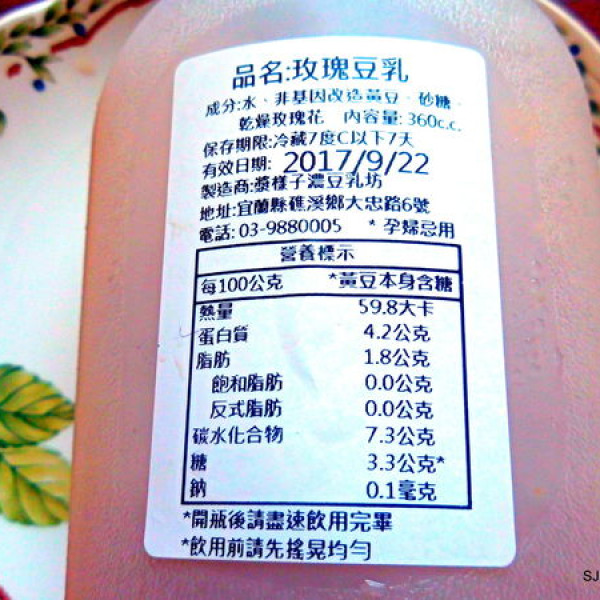 品名:玫瑰豆乳
成分:水、非基因改造黃豆、砂糖、
乾燥玫瑰花 內容量:360c.c.
保存期限:冷藏7度C以下7天
有效日期: 2017/9/22
製造商:漿樣子濃豆乳坊
地址:宜蘭縣礁溪鄉大忠路6號
電話: 03-9880005 *孕婦忌用
營養標示
每100公克 *黃豆本身含糖
熱量 59.8大卡
蛋白質 4.2公克
脂肪 1.8公克
飽和脂肪 0.0公克
反式脂肪 0.0公克
碳水化合物 7.3公克
糖 3.3公克*
鈉 0.1毫克
*開瓶後請盡速飲用完畢
*飲用前請先搖晃均勻
SJ